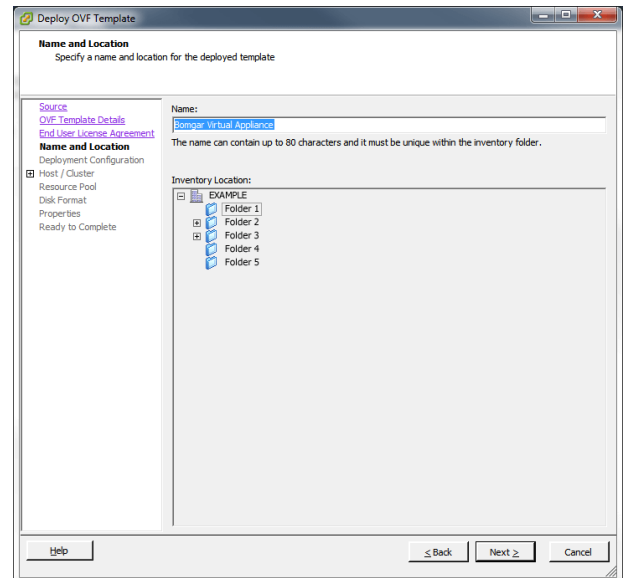 Deploy OVF Template
Name and Location
Specify a name and location for the deployed template
Source
OVF Template Details
End User License Agreement
Name and Location
Deployment Configuration
Host / Cluster
Resource Pool
Disk Format
Properties
Ready to Complete
Name:
Bomgar Virtual Appliance
The name can contain up to 80 characters and it must be unique within the inventory folder.
Inventory Location:
EXAMPLE
Folder 1
Folder 2
Folder 3
Folder 4
Folder 5
Help
≤ Back
Next ≥
Cancel